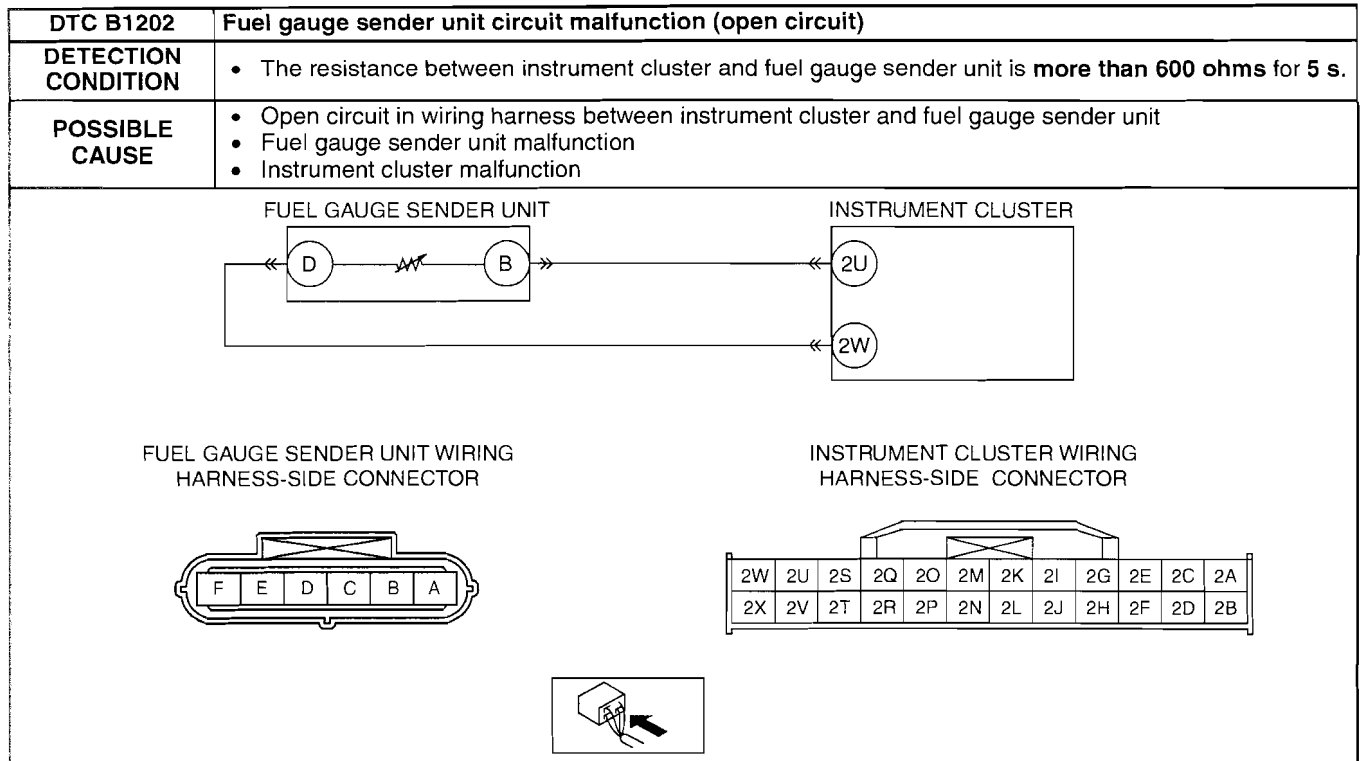 DTC B1202 Fuel gauge sender unit circuit malfunction (open circuit)
DETECTION CONDITION
• The resistance between instrument cluster and fuel gauge sender unit is more than 600 ohms for 5 s.
POSSIBLE CAUSE
• Open circuit in wiring harness between instrument cluster and fuel gauge sender unit
• Fuel gauge sender unit malfunction
• Instrument cluster malfunction
FUEL GAUGE SENDER UNIT
INSTRUMENT CLUSTER
D B 2U
2W
FUEL GAUGE SENDER UNIT WIRING
HARNESS-SIDE CONNECTOR
INSTRUMENT CLUSTER WIRING
HARNESS-SIDE CONNECTOR
F E D C B A
2W 2U 2S 2Q 2O 2M 2K 2I 2G 2E 2C 2A
2X 2V 2T 2R 2P 2N 2L 2J 2H 2F 2D 2B